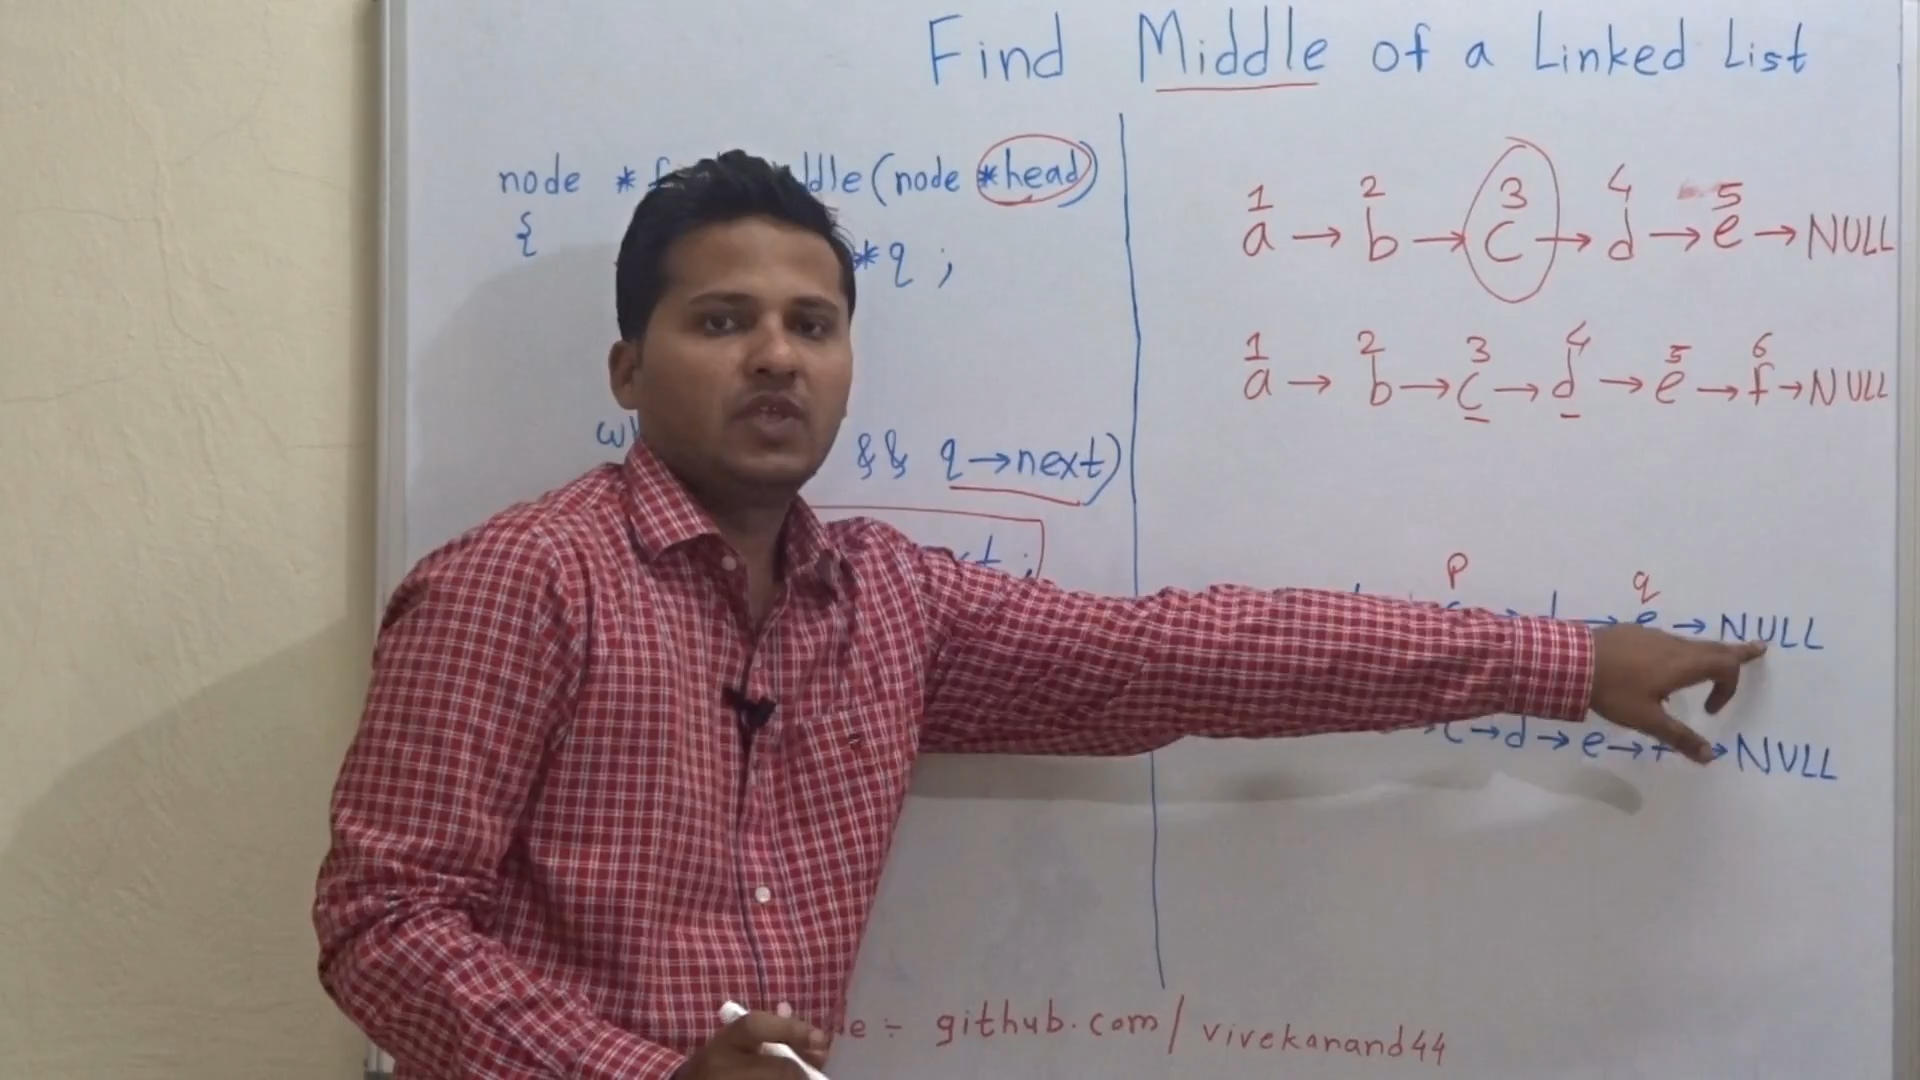 Find Middle of a Linked List
node * ddle(node *head)
{
*q ;
&& q→next)
;
1 2 3 4 5
a → b → c → d → e → NULL
1 2 3 4 5 6
a → b → c → d → e → f → NULL
p q
→ NULL
c→d→e→f→NULL
e :- github.com/vivekanand44